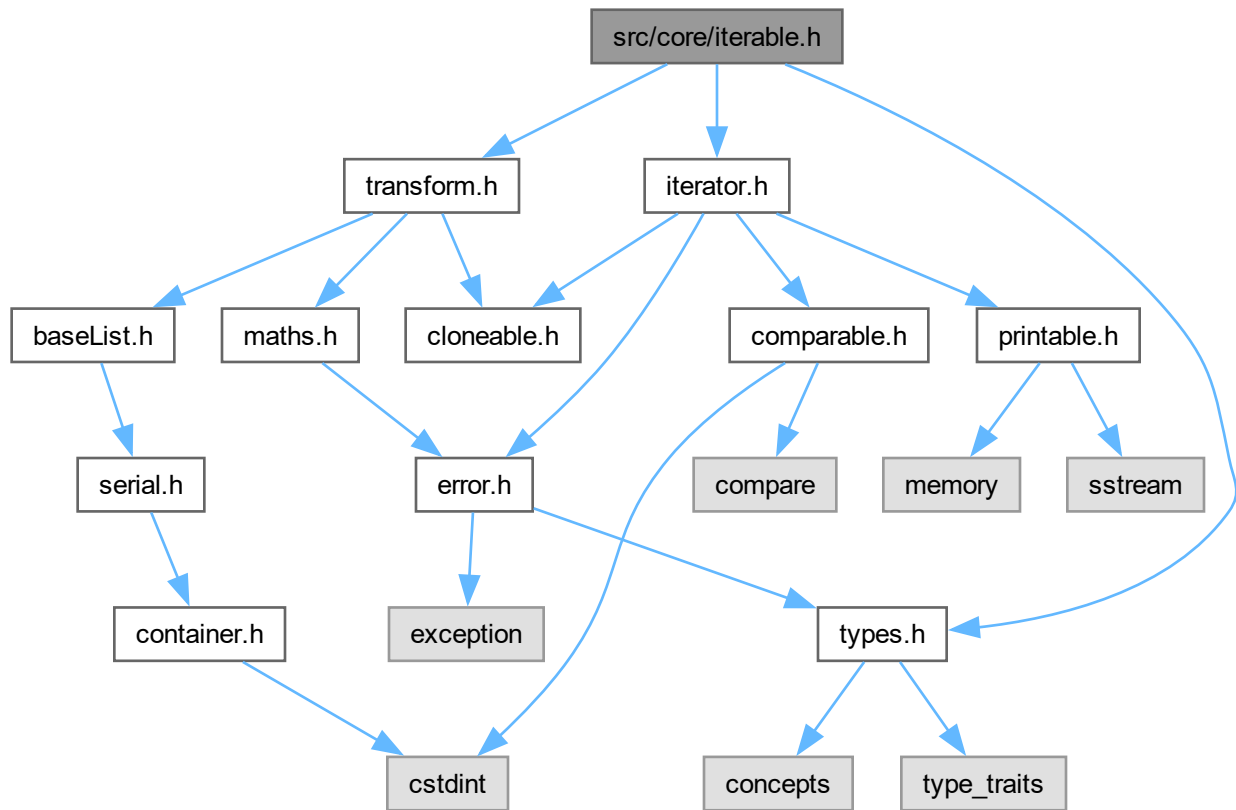 src/core/iterable.h
transform.h
iterator.h
baseList.h
maths.h
cloneable.h
comparable.h
printable.h
serial.h
error.h
compare
memory
sstream
container.h
exception
types.h
cstdint
concepts
type_traits